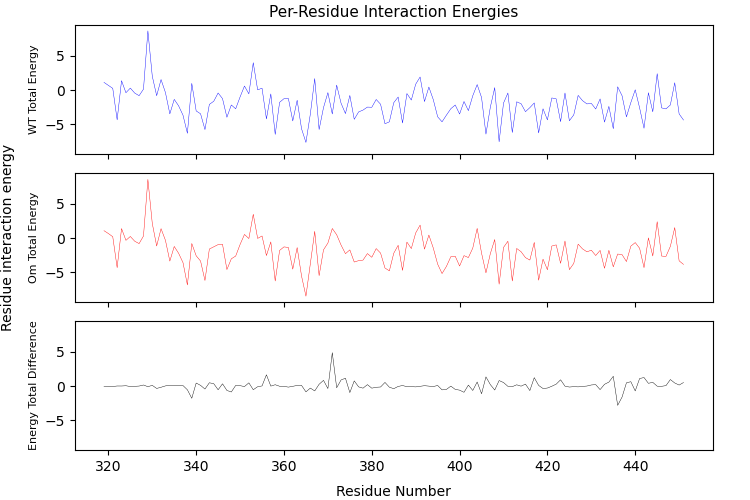 Per-Residue Interaction Energies
Residue interaction energy
WT Total Energy
5
0
−5
Om Total Energy
5
0
−5
Energy Total Difference
5
0
−5
320 340 360 380 400 420 440
Residue Number